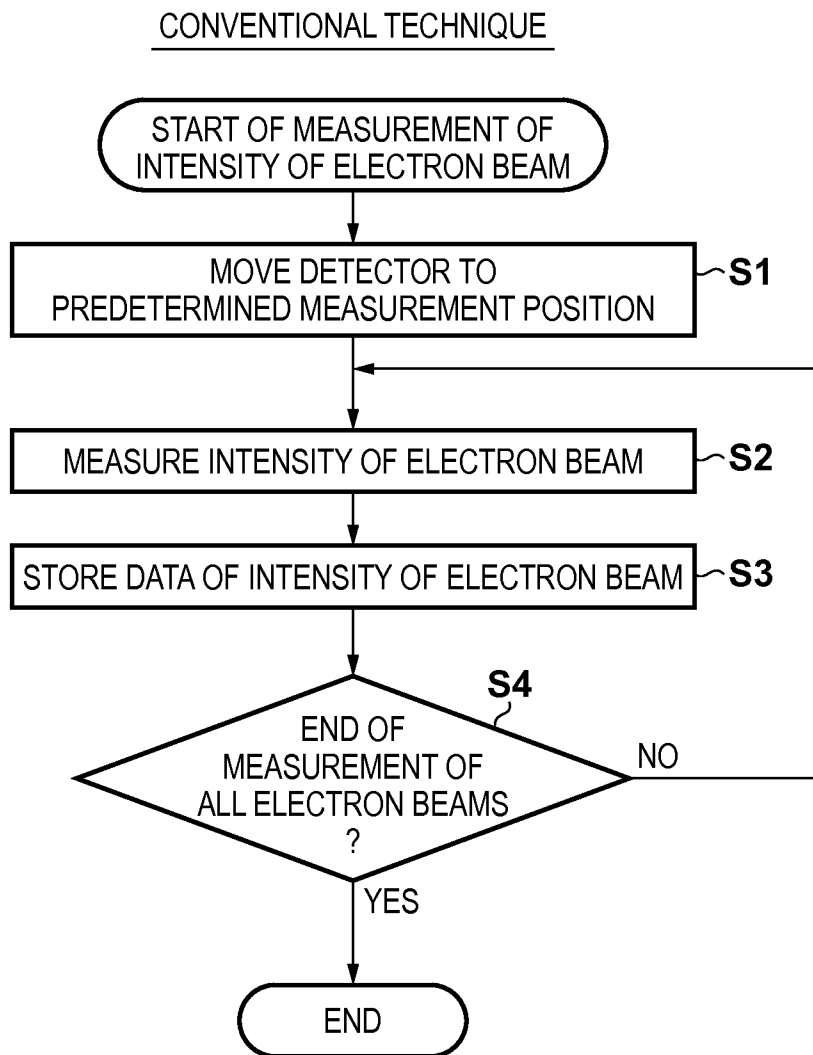 CONVENTIONAL TECHNIQUE
START OF MEASUREMENT OF
INTENSITY OF ELECTRON BEAM
MOVE DETECTOR TO
PREDETERMINED MEASUREMENT POSITION
S1
MEASURE INTENSITY OF ELECTRON BEAM
S2
STORE DATA OF INTENSITY OF ELECTRON BEAM
S3
S4
END OF
MEASUREMENT OF
ALL ELECTRON BEAMS
?
NO
YES
END